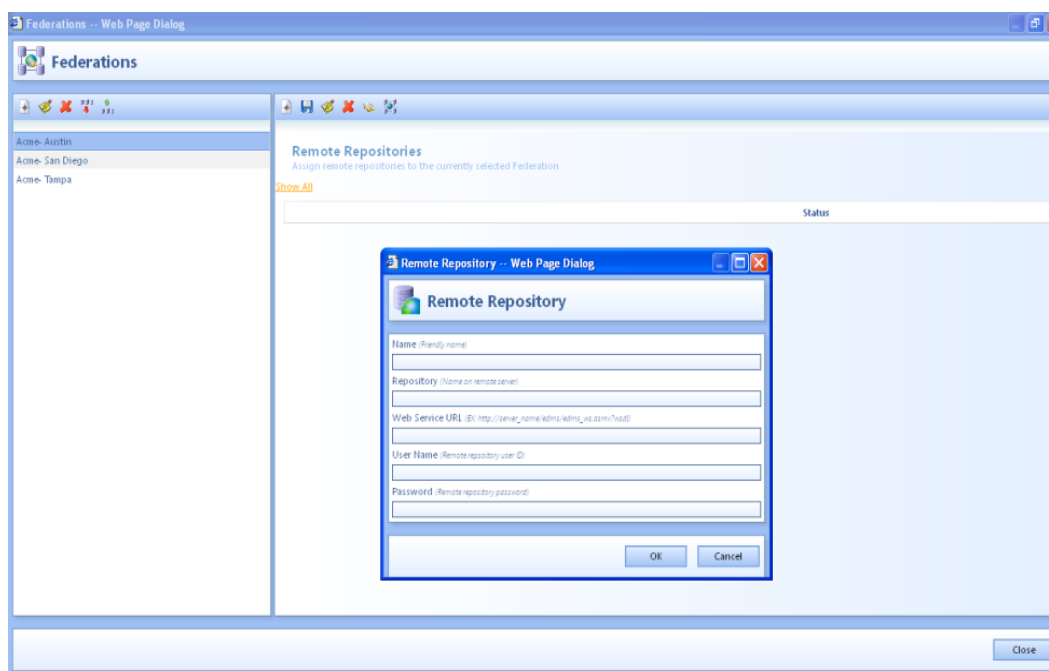 Federations -- Web Page Dialog
Federations
Acme- Austin
Acme- San Diego
Acme- Tampa
Remote Repositories
Assign remote repositories to the currently selected Federation
Show All
Status
Remote Repository -- Web Page Dialog
Remote Repository
Name (Friendly name)
Repository (Name on remote server)
Web Service URL (EX: http://server_name/edms/edms_ws.asmx?wsdl)
User Name (Remote repository user ID)
Password (Remote repository password)
OK Cancel
Close